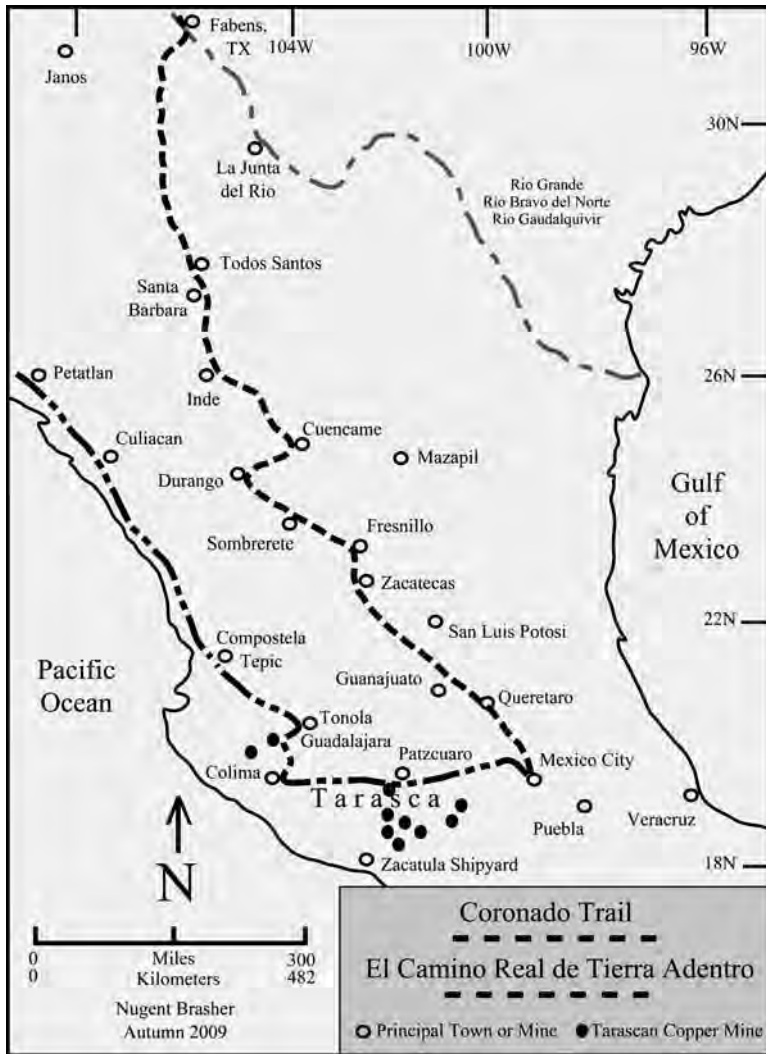 Fabens,
TX
104W
100W
96W
Janos
30N
La Junta
del Rio
Rio Grande
Rio Bravo del Norte
Rio Gaudalquivir
Todos Santos
Santa
Barbara
Petatlan
Inde
26N
Culiacan
Cuencame
Mazapil
Durango
Gulf
of
Mexico
Sombrerete
Fresnillo
Zacatecas
San Luis Potosi
22N
Compostela
Tepic
Pacific
Ocean
Guanajuato
Queretaro
Tonola
Guadalajara
Patzcuaro
Mexico City
Colima
Tarasca
Puebla
Veracruz
Zacatula Shipyard
18N
N
0
Miles
300
0
Kilometers
482
Nugent Brasher
Autumn 2009
Coronado Trail
El Camino Real de Tierra Adentro
Principal Town or Mine
Tarascan Copper Mine